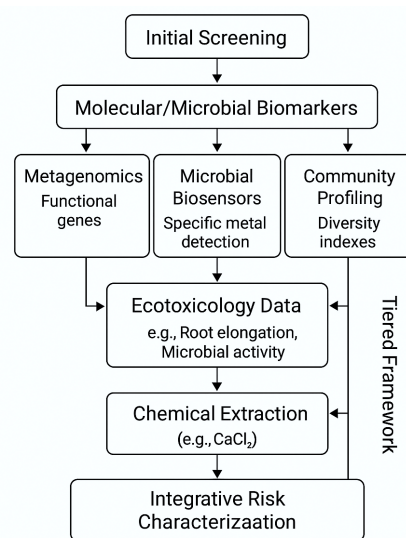 Initial Screening
Molecular/Microbial Biomarkers
Metagenomics
Functional
genes
Microbial
Biosensors
Specific metal
detection
Community
Profiling
Diversity
indexes
Ecotoxicology Data
e.g., Root elongation,
Microbial activity
Tiered Framework
Chemical Extraction
(e.g., CaCl₂)
Integrative Risk
Characterizaation